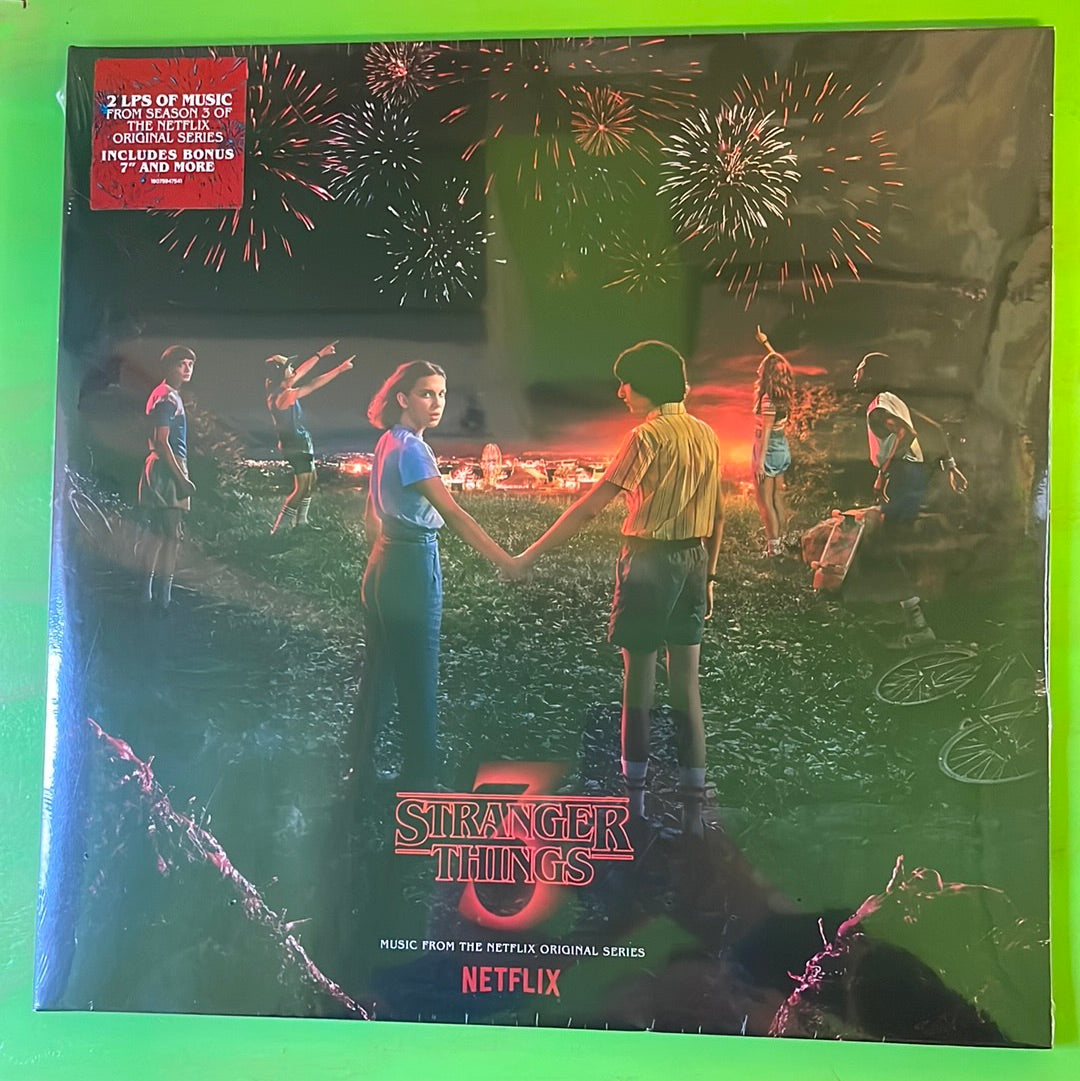 2 LPS OF MUSIC
FROM SEASON 3 OF
THE NETFLIX
ORIGINAL SERIES
INCLUDES BONUS
7" AND MORE
19075947541
3
STRANGER
THINGS
MUSIC FROM THE NETFLIX ORIGINAL SERIES
NETFLIX